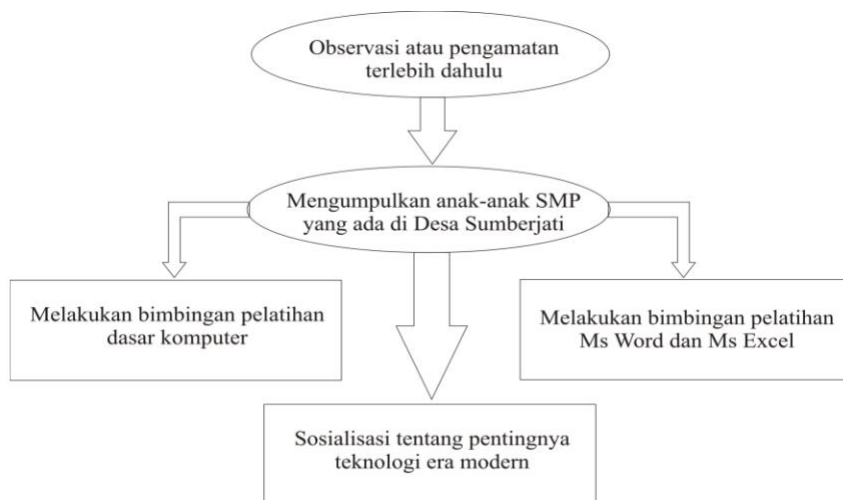 Observasi atau pengamatan
terlebih dahulu
Mengumpulkan anak-anak SMP
yang ada di Desa Sumberjati
Melakukan bimbingan pelatihan
dasar komputer
Melakukan bimbingan pelatihan
Ms Word dan Ms Excel
Sosialisasi tentang pentingnya
teknologi era modern